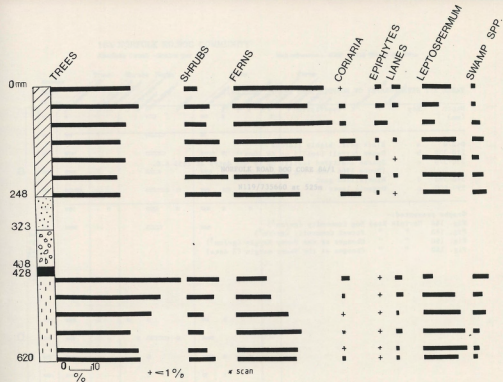 TREES
SHRUBS
FERNS
CORIARIA
EPIPHYTES
LIANES
LEPTOSPERMUM
SWAMP SPP.
0mm
248
323
408
428
620
0 10
%
+ <1%
* scan